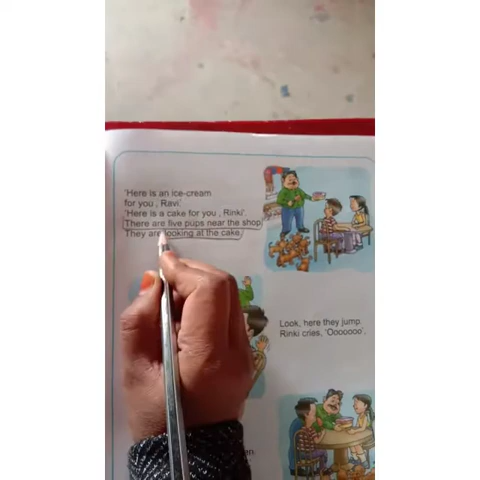 'Here is an ice-cream
for you , Ravi.'
'Here is a cake for you , Rinki'.
There are five pups near the shop
They are looking at the cake.
Look, here they jump.
Rinki cries, 'Ooooooo'.